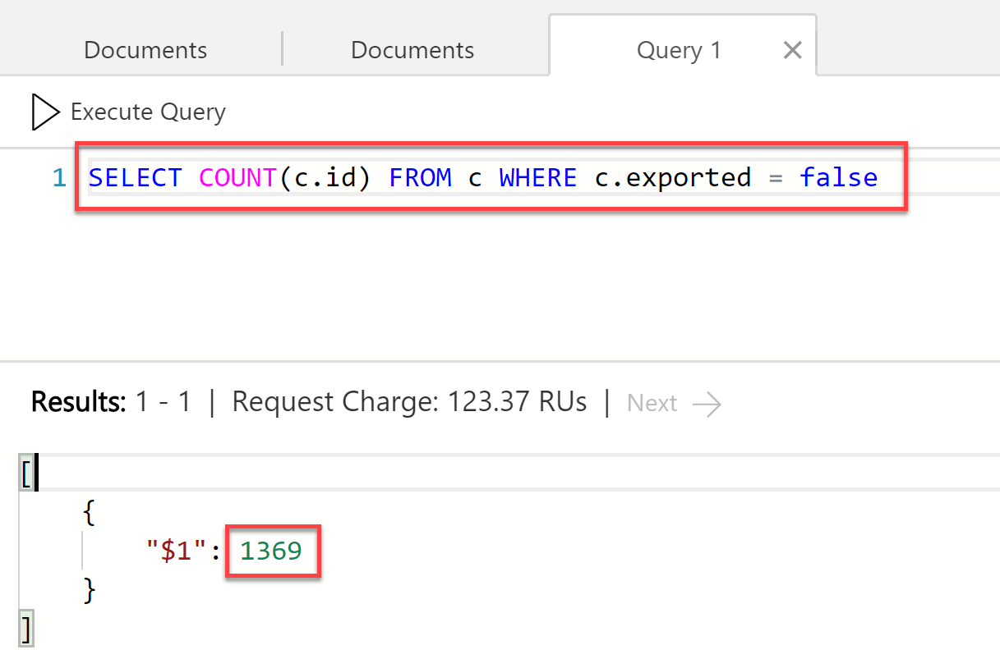 Documents Documents Query 1
Execute Query
1 SELECT COUNT(c.id) FROM c WHERE c.exported = false
Results: 1 - 1 | Request Charge: 123.37 RUs | Next
[
{
"$1": 1369
}
]